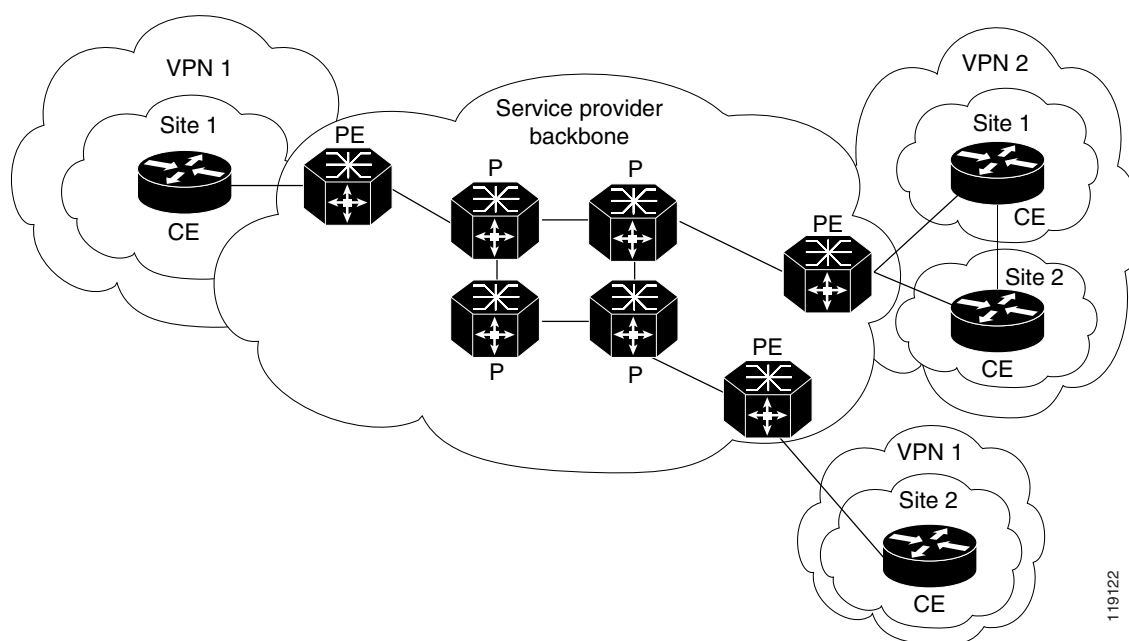 VPN 1
Site 1
CE
PE
Service provider
backbone
P
P
P
P
PE
PE
VPN 2
Site 1
CE
Site 2
CE
VPN 1
Site 2
CE
119122